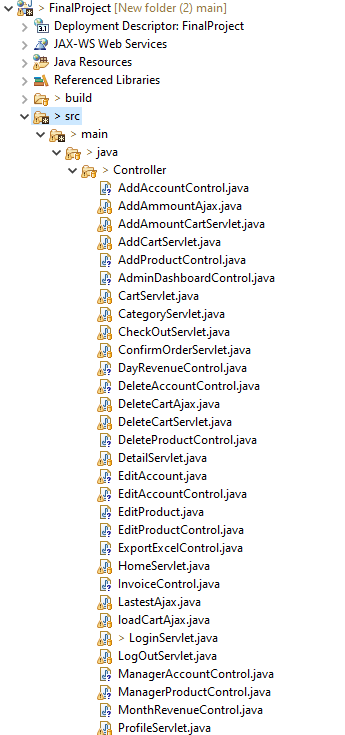 > FinalProject [New folder (2) main]
Deployment Descriptor: FinalProject
JAX-WS Web Services
Java Resources
Referenced Libraries
> build
> src
> main
> java
> Controller
AddAccountControl.java
AddAmmountAjax.java
AddAmountCartServlet.java
AddCartServlet.java
AddProductControl.java
AdminDashboardControl.java
CartServlet.java
CategoryServlet.java
CheckOutServlet.java
ConfirmOrderServlet.java
DayRevenueControl.java
DeleteAccountControl.java
DeleteCartAjax.java
DeleteCartServlet.java
DeleteProductControl.java
DetailServlet.java
EditAccount.java
EditAccountControl.java
EditProduct.java
EditProductControl.java
ExportExcelControl.java
HomeServlet.java
InvoiceControl.java
LastestAjax.java
loadCartAjax.java
> LoginServlet.java
LogOutServlet.java
ManagerAccountControl.java
ManagerProductControl.java
MonthRevenueControl.java
ProfileServlet.java